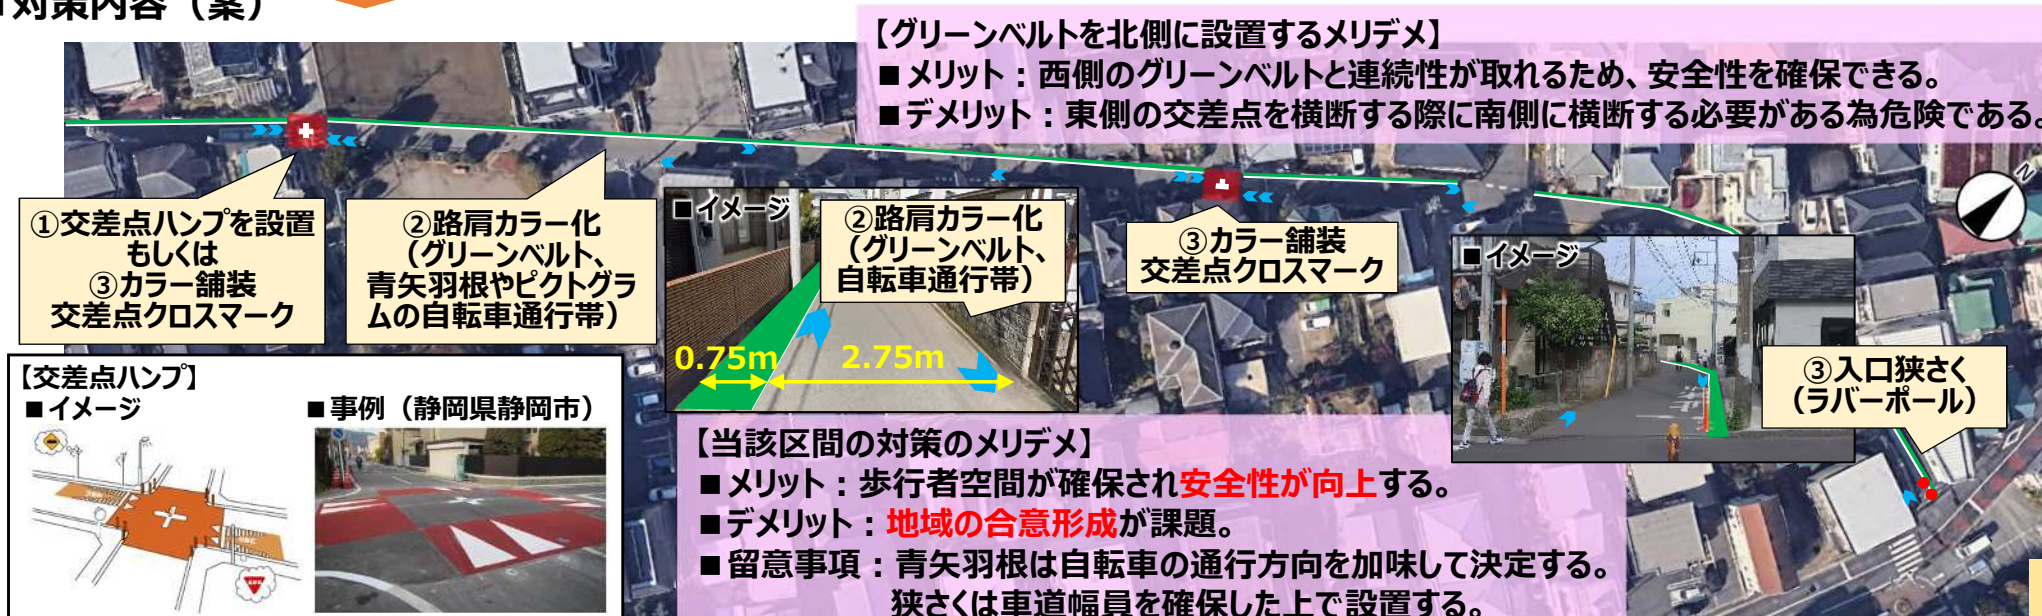 対策内容（案）
【グリーンベルトを北側に設置するメリデメ】
■メリット：西側のグリーンベルトと連続性が取れるため、安全性を確保できる。
■デメリット：東側の交差点を横断する際に南側に横断する必要がある為危険である。
N
①交差点ハンプを設置
もしくは
③カラー舗装
交差点クロスマーク
②路肩カラー化
（グリーンベルト、
青矢羽根やピクトグラ
ムの自転車通行帯）
■イメージ
②路肩カラー化
（グリーンベルト、
自転車通行帯）
0.75m
2.75m
③カラー舗装
交差点クロスマーク
■イメージ
③入口狭さく
（ラバーポール）
【交差点ハンプ】
■イメージ
■事例（静岡県静岡市）
【当該区間の対策のメリデメ】
■メリット：歩行者空間が確保され安全性が向上する。
■デメリット：地域の合意形成が課題。
■留意事項：青矢羽根は自転車の通行方向を加味して決定する。
狭さくは車道幅員を確保した上で設置する。